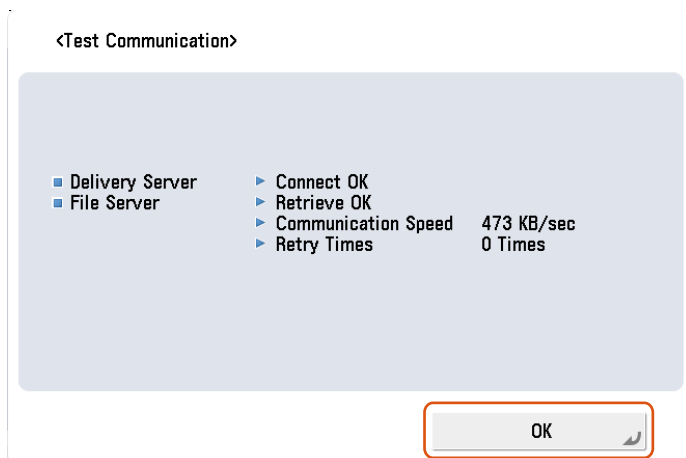 <Test Communication>
Delivery Server Connect OK
File Server Retrieve OK
Communication Speed 473 KB/sec
Retry Times 0 Times
OK